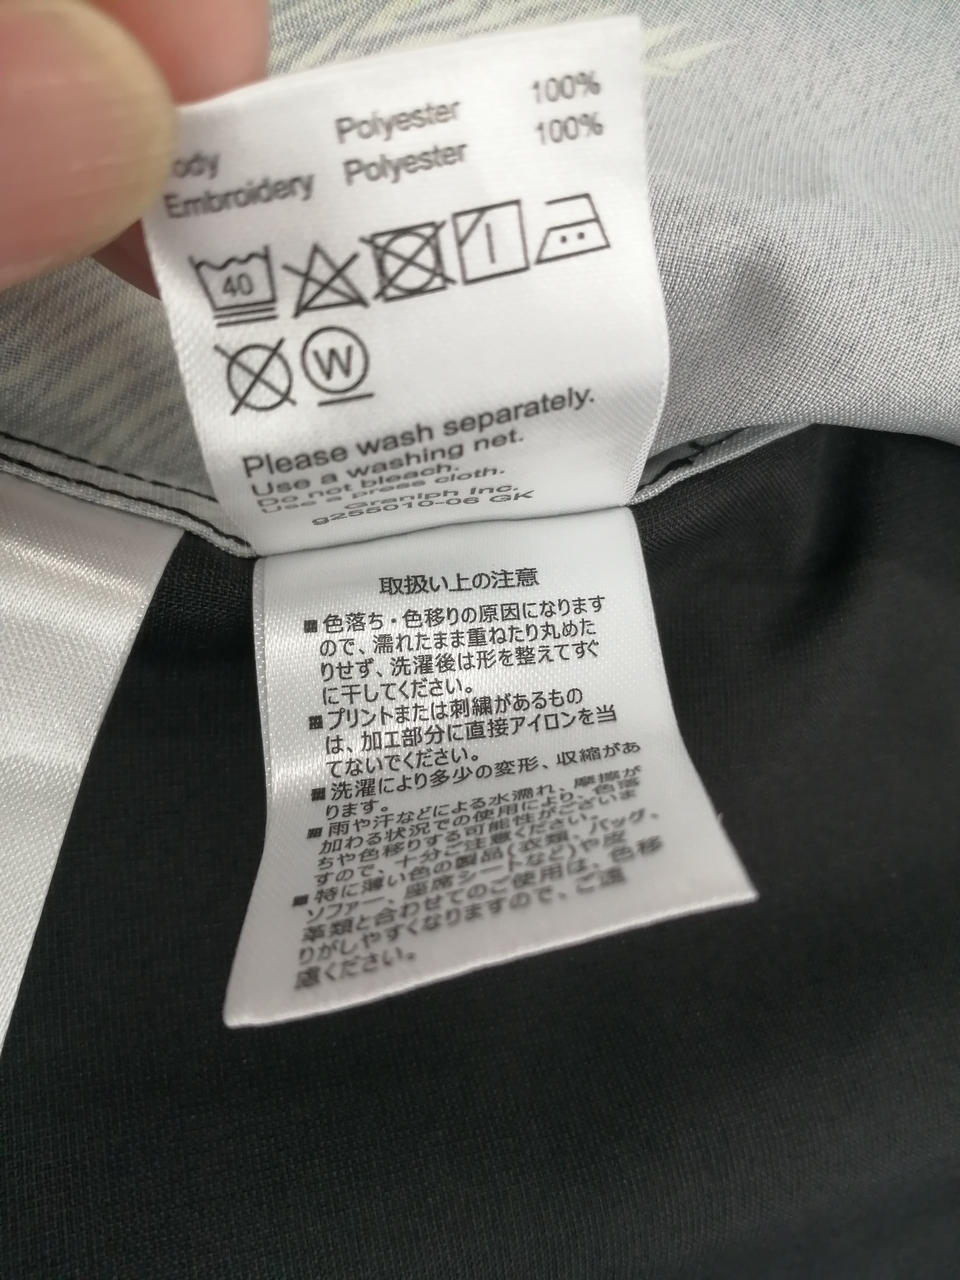 ody Polyester 100%
Embroidery Polyester 100%
40
W
Please wash separately.
Use a washing net.
Do not bleach.
Use a press cloth.
Graniph Inc.
g255010-06 GK
取扱い上の注意
■色落ち・色移りの原因になります
ので、濡れたまま重ねたり丸めた
りせず、洗濯後は形を整えてすぐ
に干してください。
■プリントまたは刺繍があるもの
は、加工部分に直接アイロンを当
てないでください。
■洗濯により多少の変形、収縮があ
ります。
■雨や汗などによる水濡れ、摩擦が
加わる状況での使用により、色落
ちや色移りする可能性がございま
すので、十分ご注意ください。
■特に薄い色の製品(衣類、バッグ、
ソファー、座席シートなど)や皮
革類と合わせてのご使用は、色移
りがしやすくなりますので、ご遠
慮ください。